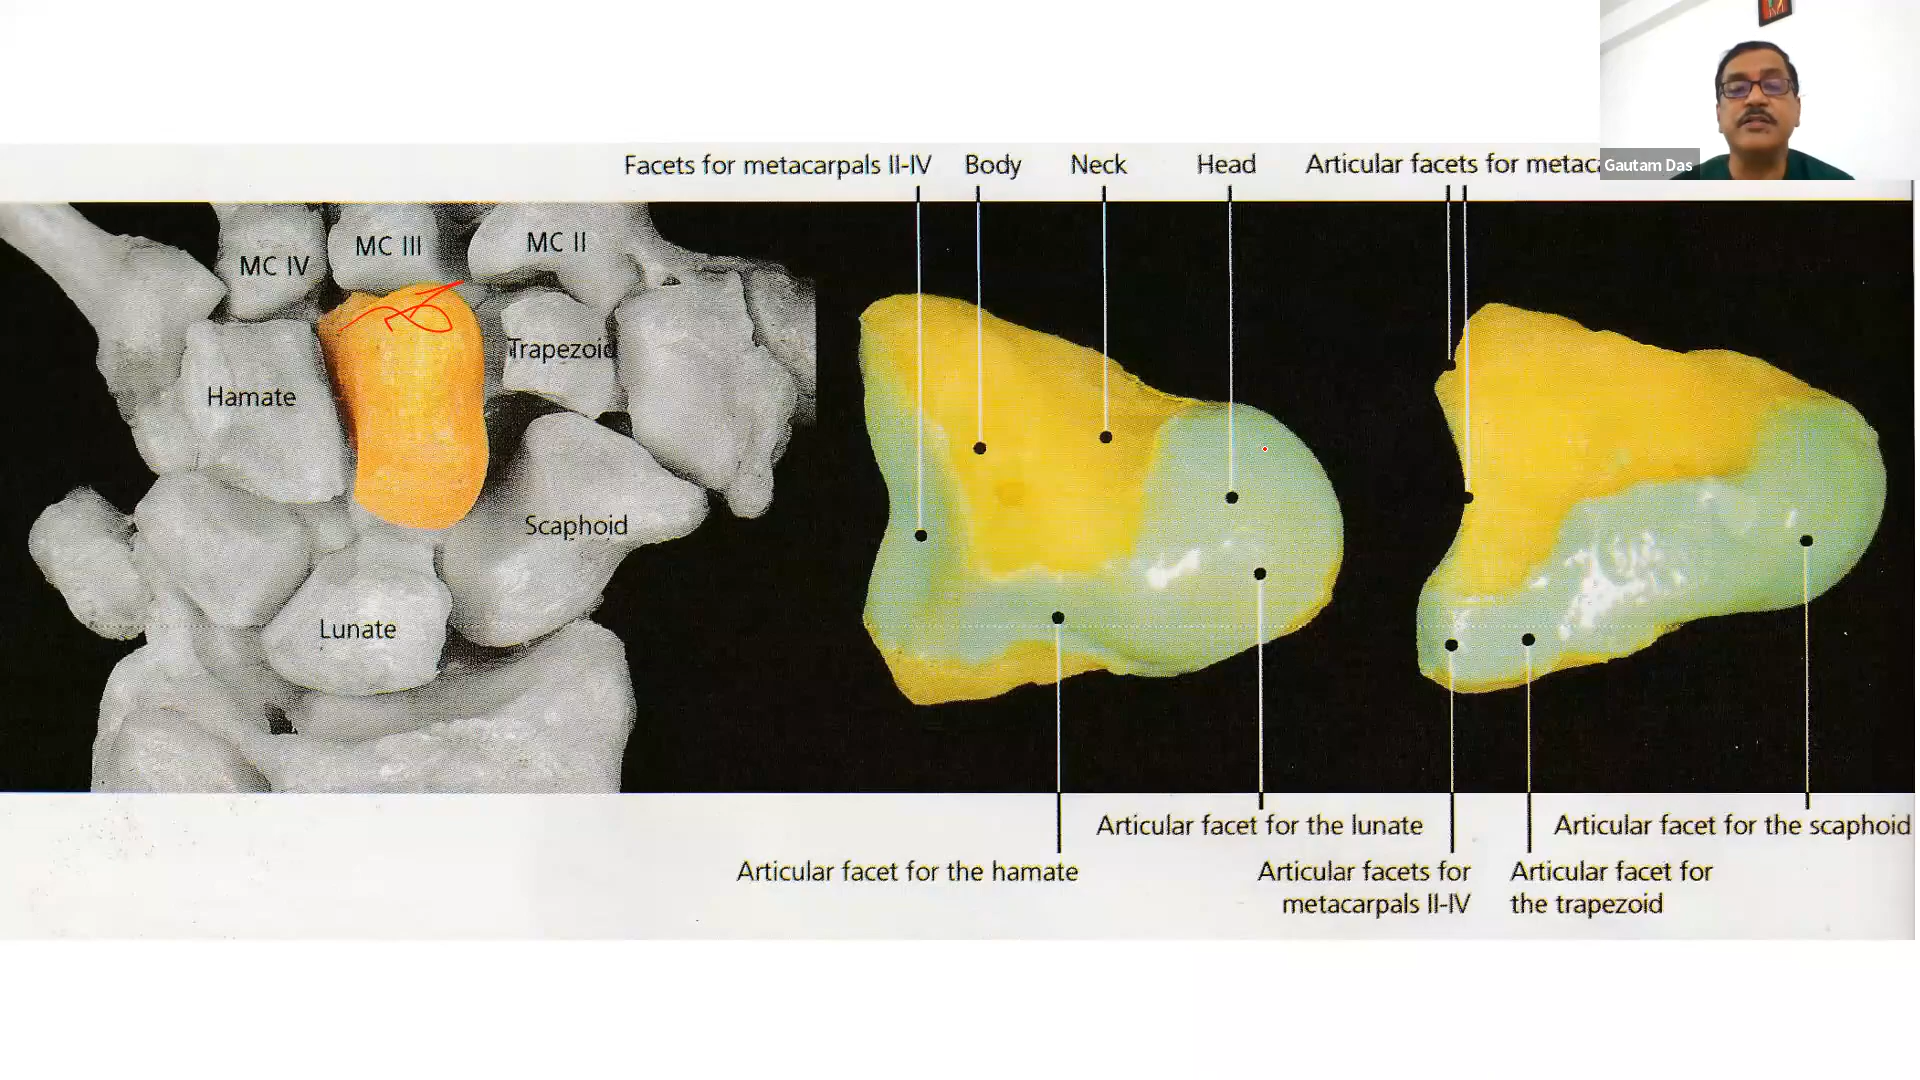 Facets for metacarpals II-IV Body Neck Head Articular facets for
Gautam Das
MC IV MC III MC II
Trapezoid
Hamate
Scaphoid
Lunate
Articular facet for the lunate
Articular facet for the scaphoid
Articular facet for the hamate
Articular facets for
metacarpals II-IV
Articular facet for
the trapezoid